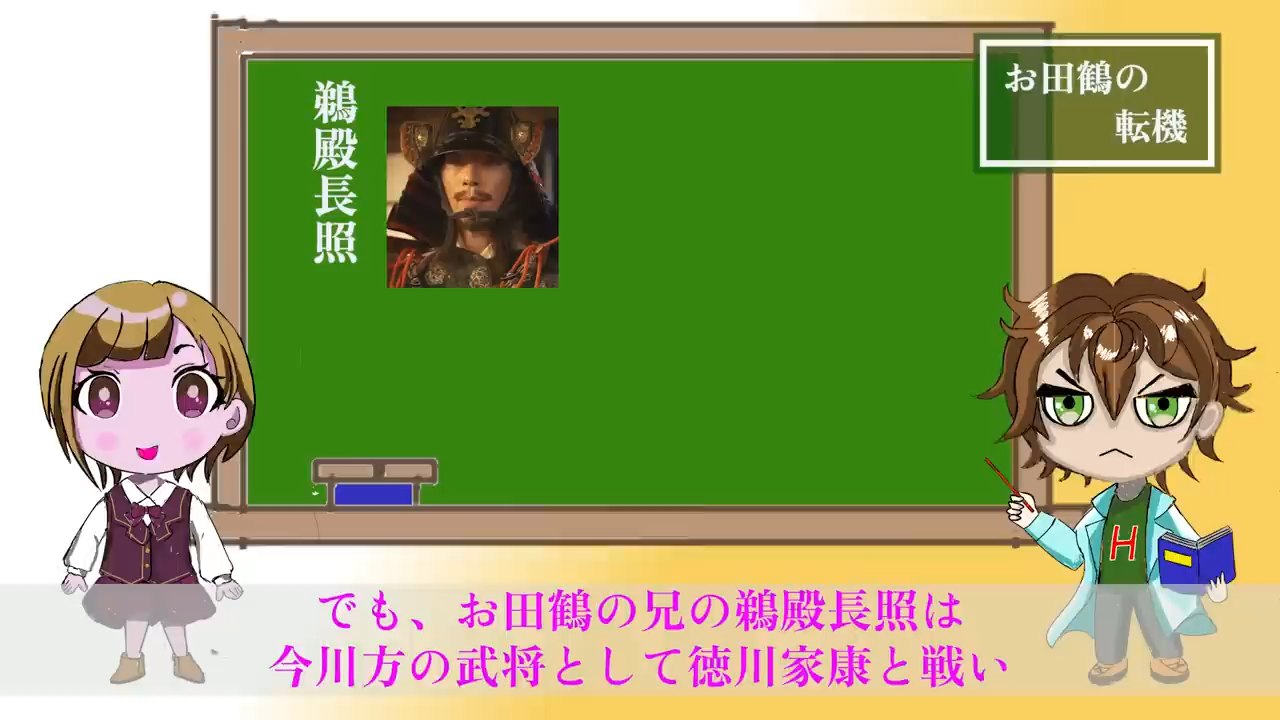 お田鶴の
転機
鵜殿長照
H
でも、お田鶴の兄の鵜殿長照は
今川方の武将として徳川家康と戦い